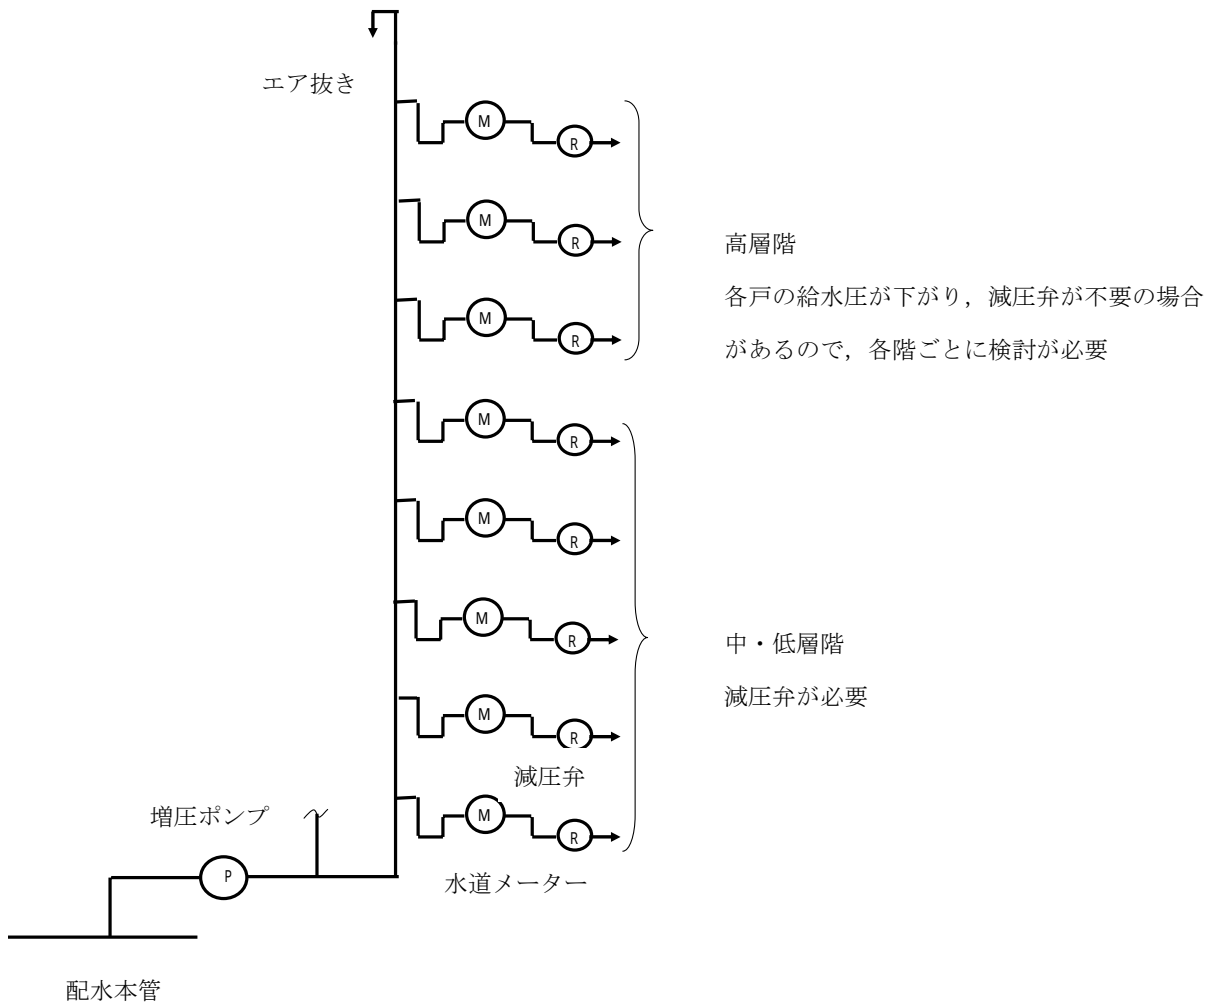 エア抜き
M
R
M
R
高層階
各戸の給水圧が下がり，減圧弁が不要の場合
M
R
があるので，各階ごとに検討が必要
M
R
M
R
M
R
中・低層階
減圧弁が必要
M
R
減圧弁
増圧ポンプ
M
R
P
水道メーター
配水本管